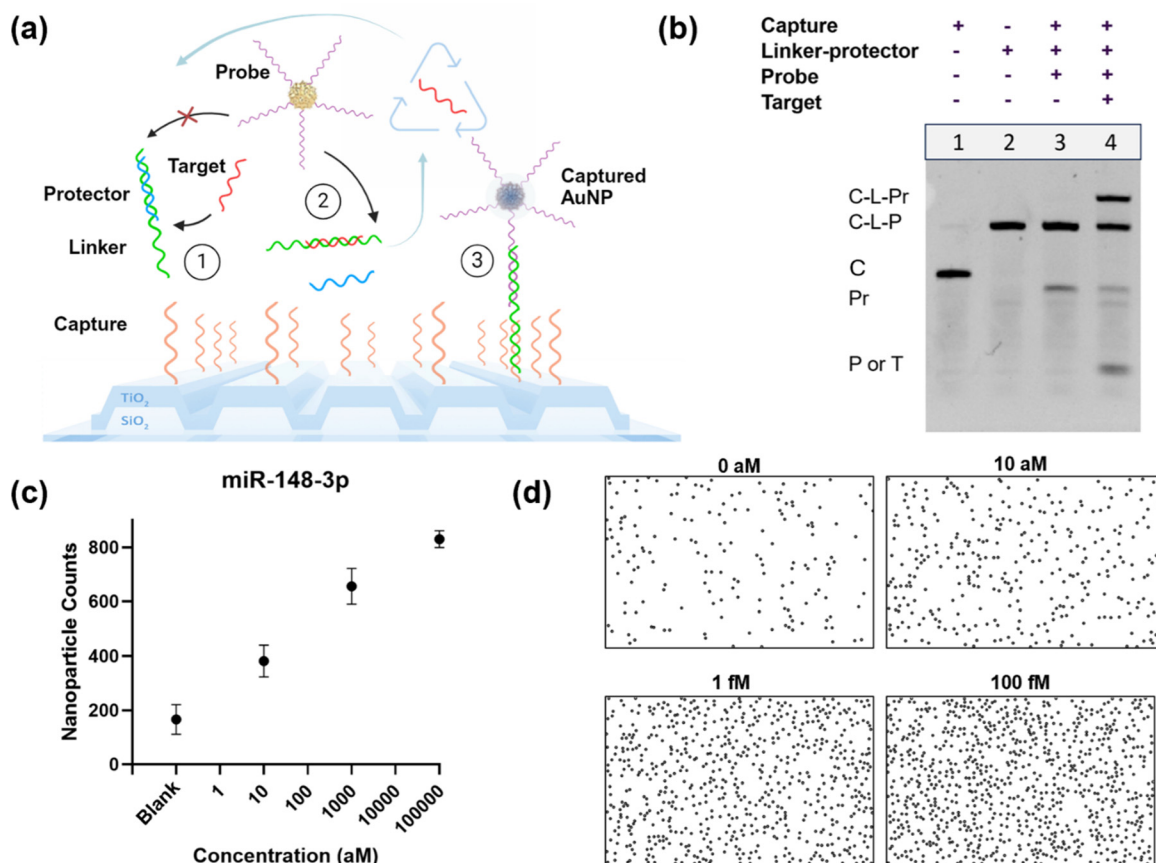 (a)
Probe
Target
Protector
Captured
AuNP
2
Linker
1
3
Capture
TiO₂
SiO₂
(b)
Capture + - + +
Linker-protector - + + +
Probe - - + +
Target - - - +
1 2 3 4
C-L-Pr
C-L-P
C
Pr
P or T
(c)
miR-148-3p
Nanoparticle Counts
800
600
400
200
0
Blank 1 10 100 1000 10000 100000
Concentration (aM)
(d)
0 aM
10 aM
1 fM
100 fM